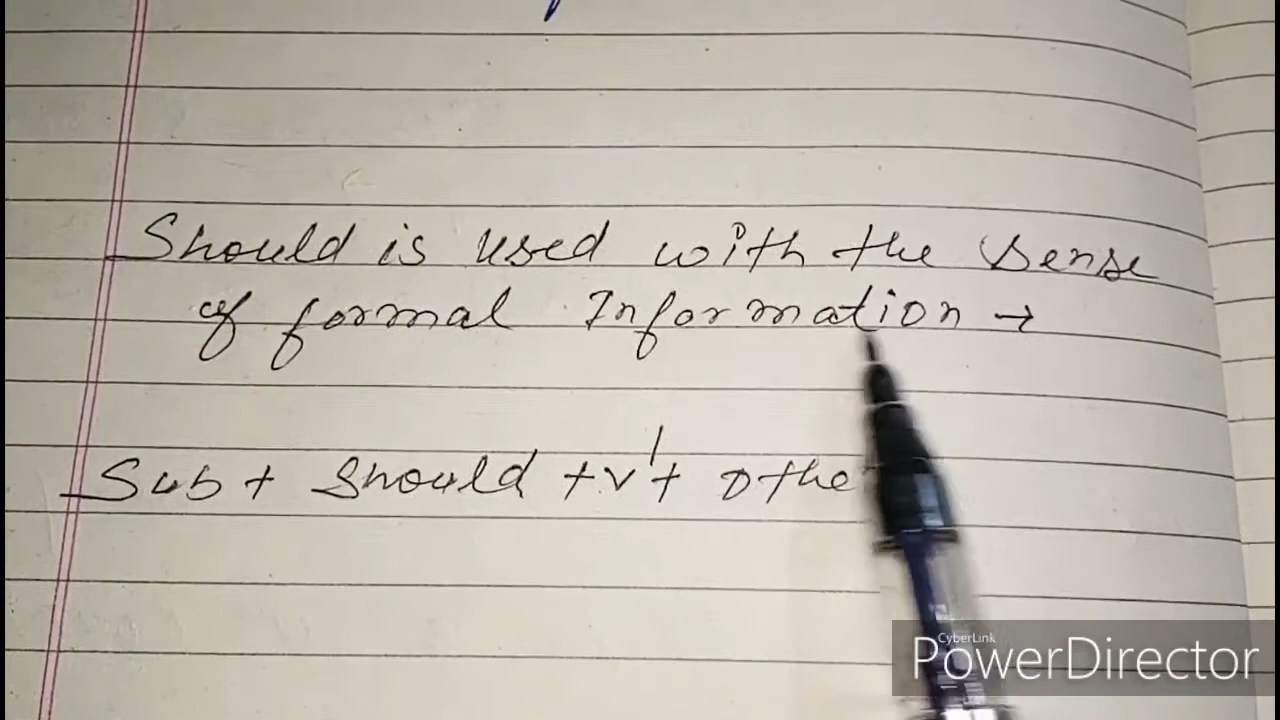 Should is used with the sense
of formal Information →
Sub + Should + V¹ + Othe
CyberLink
PowerDirector